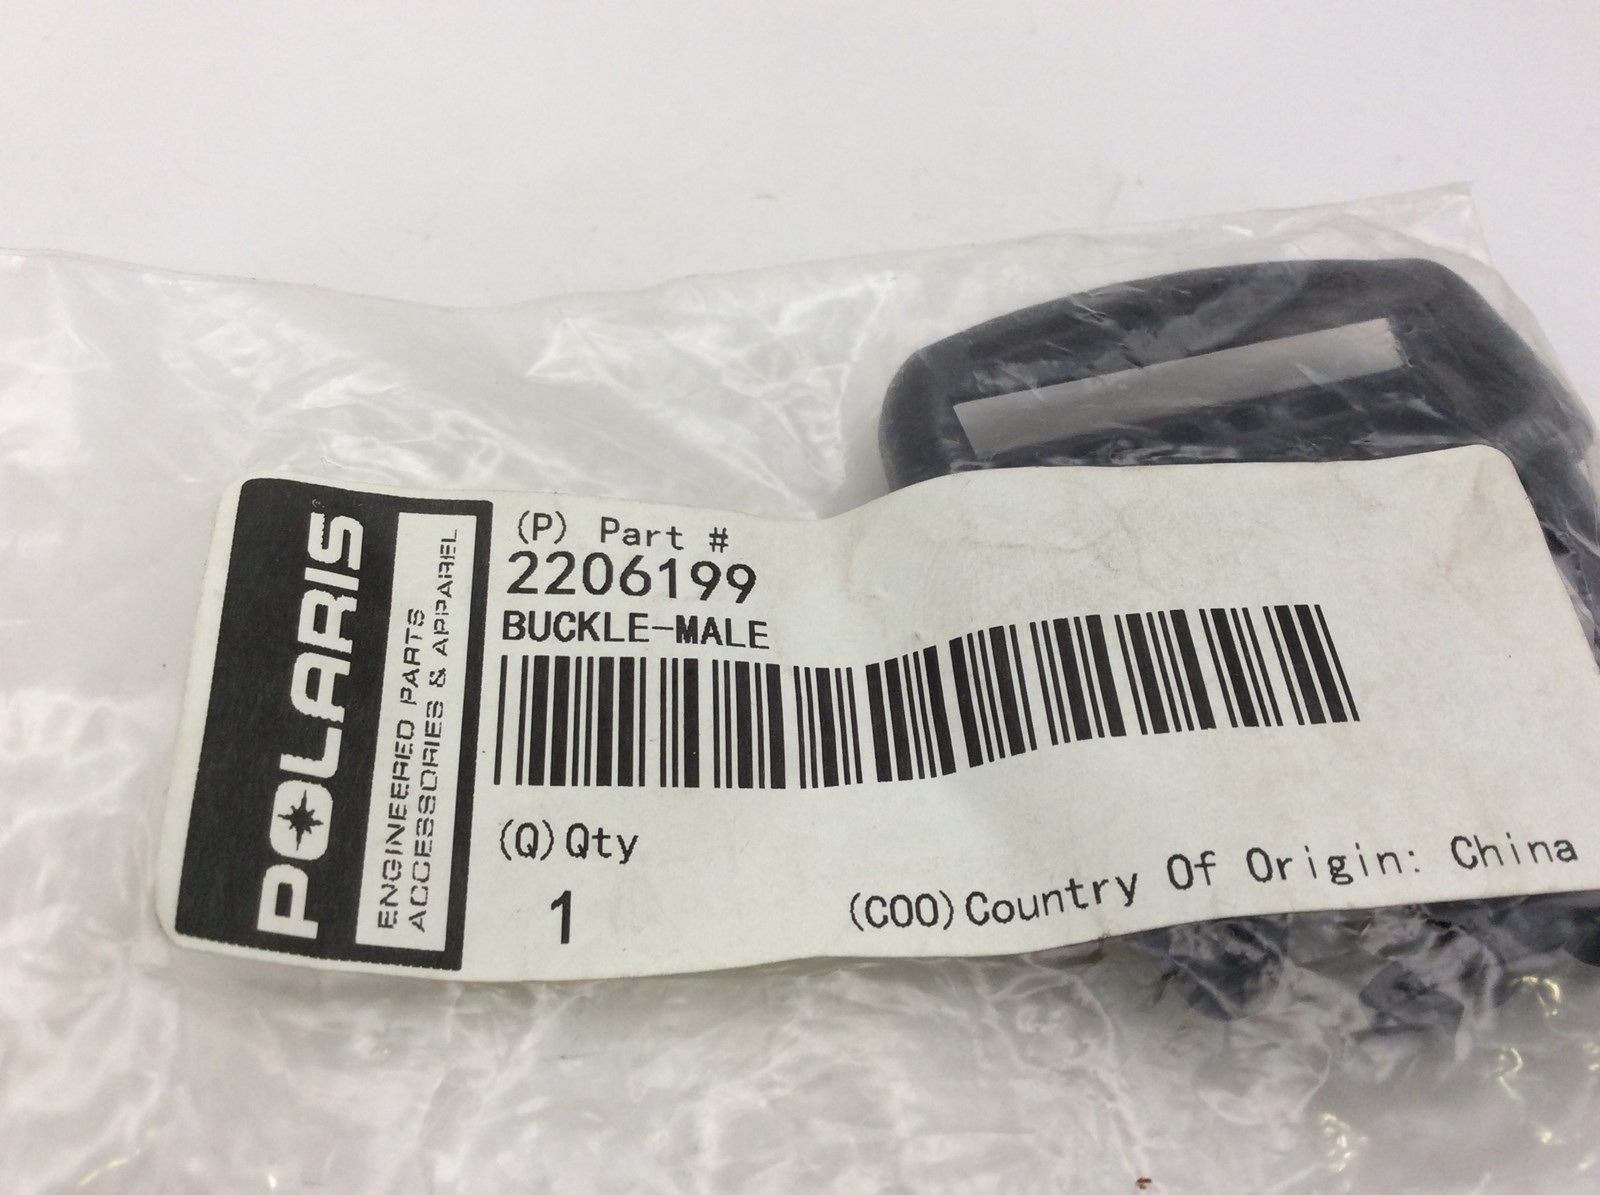 POLARIS
ENGINEERED PARTS
ACCESSORIES & APPAREL
(P) Part #
2206199
BUCKLE-MALE
(Q)Qty
1
(COO)Country Of Origin: China